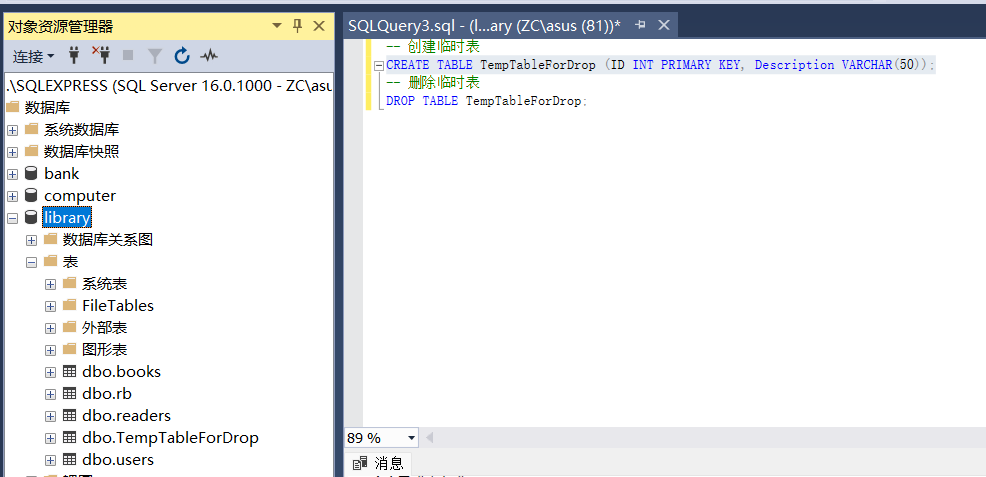 对象资源管理器
连接
.\SQLEXPRESS (SQL Server 16.0.1000 - ZC\asu
数据库
系统数据库
数据库快照
bank
computer
library
数据库关系图
表
系统表
FileTables
外部表
图形表
dbo.books
dbo.rb
dbo.readers
dbo.TempTableForDrop
dbo.users
SQLQuery3.sql - (l...ary (ZC\asus (81))*
-- 创建临时表
CREATE TABLE TempTableForDrop (ID INT PRIMARY KEY, Description VARCHAR(50));
-- 删除临时表
DROP TABLE TempTableForDrop;
89 %
消息